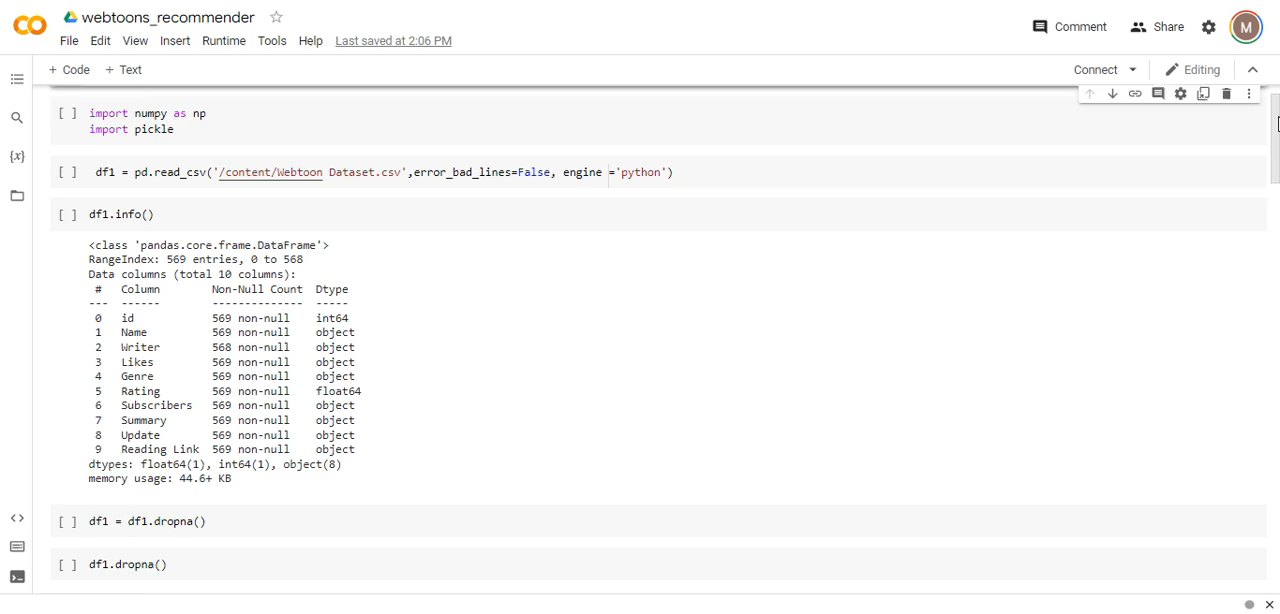 webtoons_recommender
File Edit View Insert Runtime Tools Help Last saved at 2:06 PM
Comment Share M
+ Code + Text Connect Editing
[ ] import numpy as np
import pickle
[ ] df1 = pd.read_csv('/content/Webtoon Dataset.csv',error_bad_lines=False, engine ='python')
[ ] df1.info()
<class 'pandas.core.frame.DataFrame'>
RangeIndex: 569 entries, 0 to 568
Data columns (total 10 columns):
# Column Non-Null Count Dtype
--- ------ -------------- -----
0 id 569 non-null int64
1 Name 569 non-null object
2 Writer 568 non-null object
3 Likes 569 non-null object
4 Genre 569 non-null object
5 Rating 569 non-null float64
6 Subscribers 569 non-null object
7 Summary 569 non-null object
8 Update 569 non-null object
9 Reading Link 569 non-null object
dtypes: float64(1), int64(1), object(8)
memory usage: 44.6+ KB
[ ] df1 = df1.dropna()
[ ] df1.dropna()